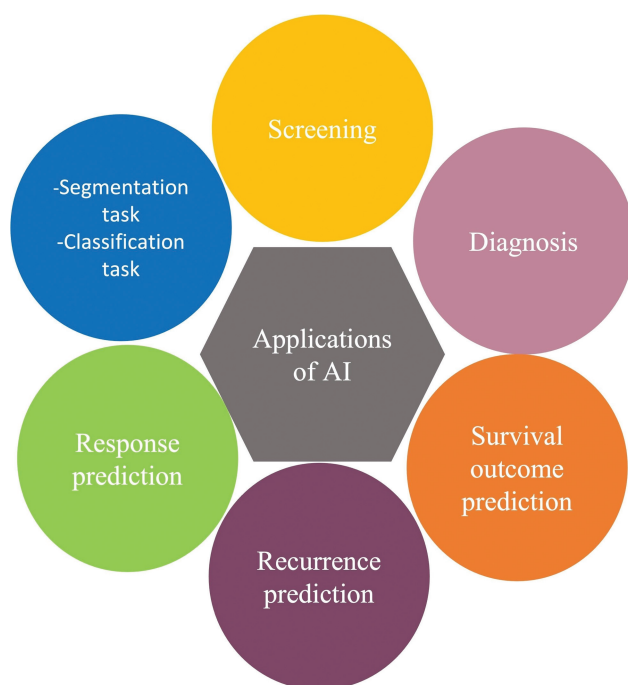 Screening
-Segmentation
task
-Classification
task
Diagnosis
Applications
of AI
Response
prediction
Survival
outcome
prediction
Recurrence
prediction